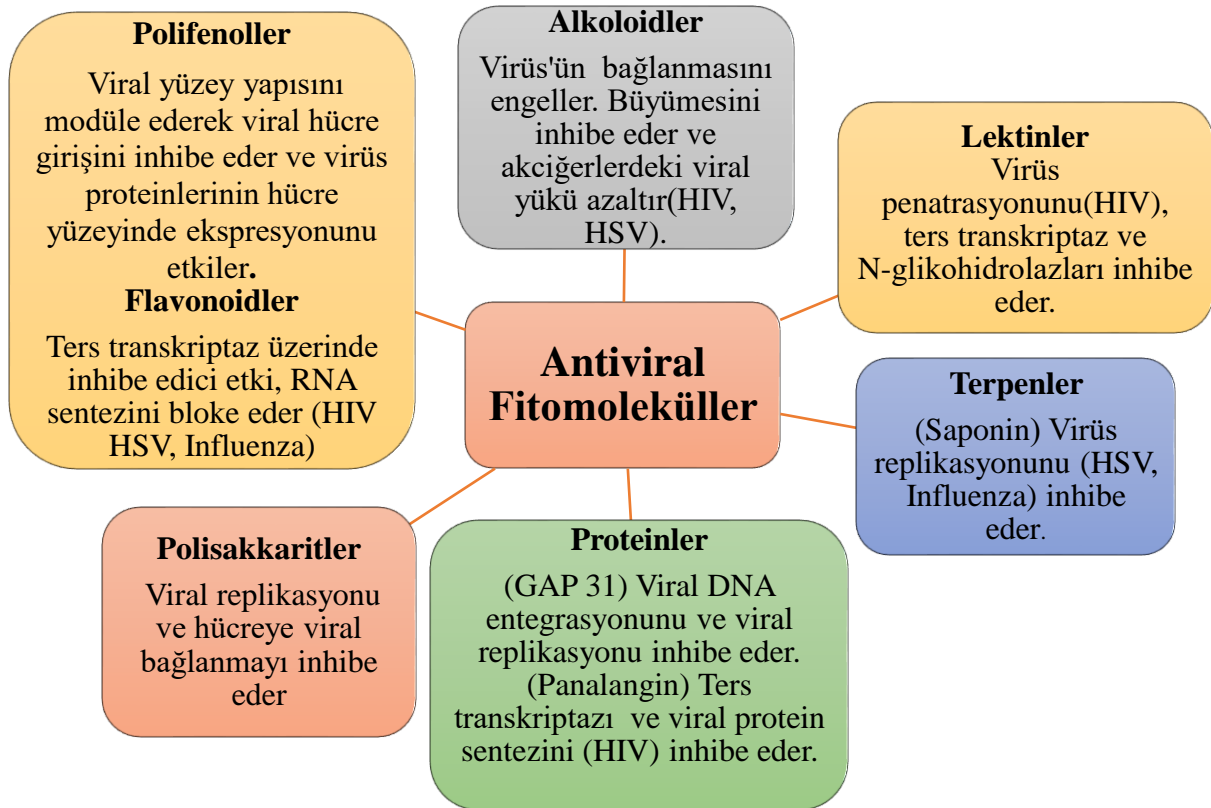 Polifenoller
Viral yüzey yapısını
modüle ederek viral hücre
girişini inhibe eder ve virüs
proteinlerinin hücre
yüzeyinde ekspresyonunu
etkiler.
Flavonoidler
Ters transkriptaz üzerinde
inhibe edici etki, RNA
sentezini bloke eder (HIV
HSV, Influenza)
Alkoloidler
Virüs'ün bağlanmasını
engeller. Büyümesini
inhibe eder ve
akciğerlerdeki viral
yükü azaltır(HIV,
HSV).
Lektinler
Virüs
penatrasyonunu(HIV),
ters transkriptaz ve
N-glikohidrolazları inhibe
eder.
Antiviral
Fitomoleküller
Terpenler
(Saponin) Virüs
replikasyonunu (HSV,
Influenza) inhibe
eder.
Polisakkaritler
Viral replikasyonu
ve hücreye viral
bağlanmayı inhibe
eder
Proteinler
(GAP 31) Viral DNA
entegrasyonunu ve viral
replikasyonu inhibe eder.
(Panalangin) Ters
transkriptazı ve viral protein
sentezini (HIV) inhibe eder.